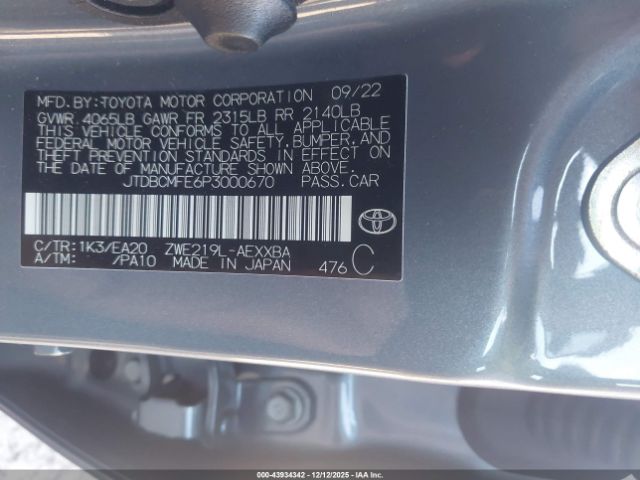 MFD. BY: TOYOTA MOTOR CORPORATION 09/22
GVWR 4065LB GAWR FR 2315LB RR 2140LB
THIS VEHICLE CONFORMS TO ALL APPLICABLE
FEDERAL MOTOR VEHICLE SAFETY, BUMPER, AND
THEFT PREVENTION STANDARDS IN EFFECT ON
THE DATE OF MANUFACTURE SHOWN ABOVE.
JTDBCMFE6P3000670 PASS.CAR
C/TR: 1K3/EA20 ZWE219L-AEXXBA
A/TM: /PA10 MADE IN JAPAN 476 C
000-43934342 - 12/12/2025 - COPART